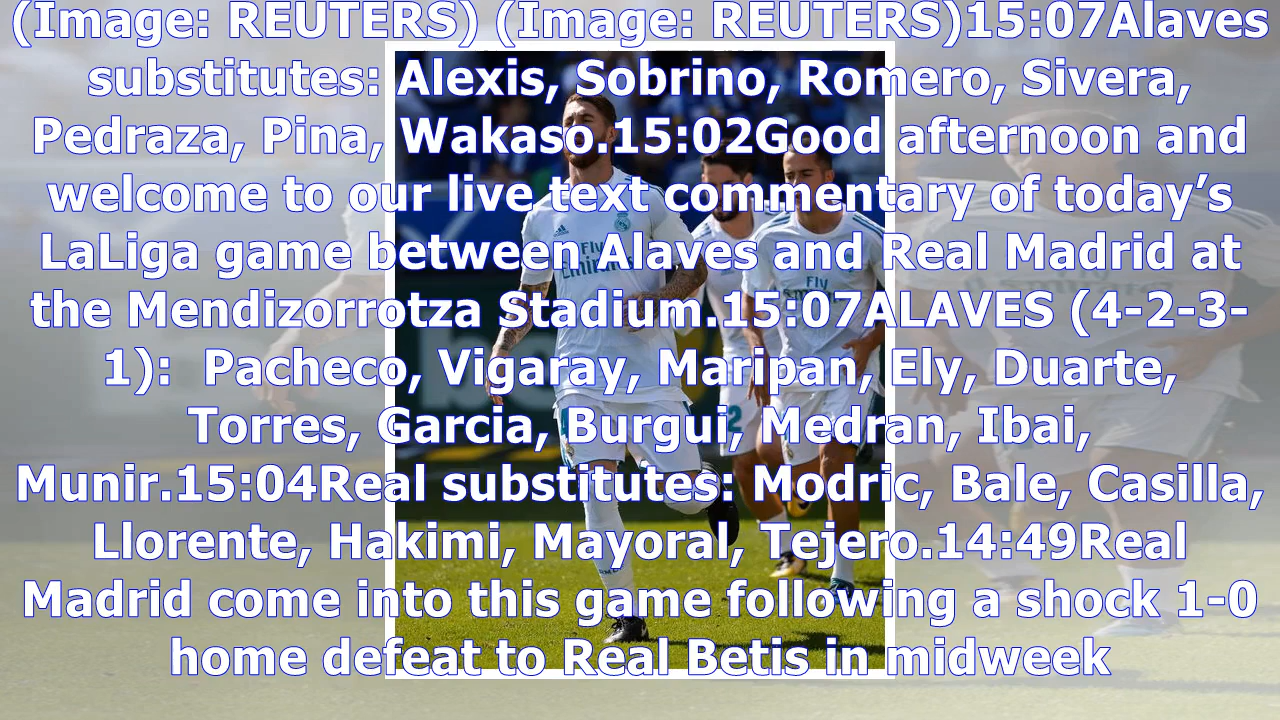 (Image: REUTERS) (Image: REUTERS)15:07Alaves
substitutes: Alexis, Sobrino, Romero, Sivera,
Pedraza, Pina, Wakaso.15:02Good afternoon and
welcome to our live text commentary of today’s
LaLiga game between Alaves and Real Madrid at
the Mendizorrotza Stadium.15:07ALAVES (4-2-3-
1):  Pacheco, Vigaray, Maripan, Ely, Duarte,
Torres, Garcia, Burgui, Medran, Ibai,
Munir.15:04Real substitutes: Modric, Bale, Casilla,
Llorente, Hakimi, Mayoral, Tejero.14:49Real
Madrid come into this game following a shock 1-0
home defeat to Real Betis in midweek
Fly
Emirates
Fly
2